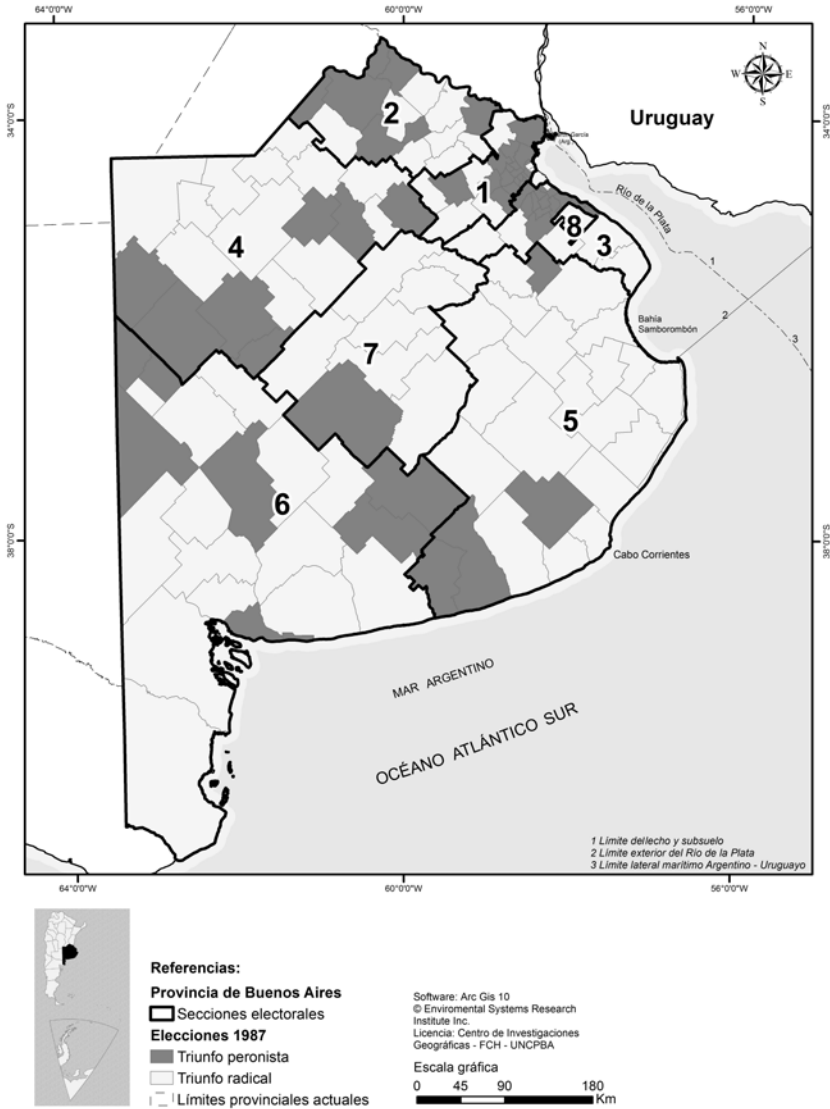 64°0'0"W
60°0'0"W
56°0'0"W
34°0'0"S
34°0'0"S
N
W
E
S
Uruguay
García
(Arg)
Río de la Plata
2
1
4
8
3
1
2
3
Bahía
Samborombón
7
5
6
38°0'0"S
38°0'0"S
Cabo Corrientes
MAR ARGENTINO
OCÉANO ATLÁNTICO SUR
1 Límite dellecho y subsuelo
2 Límite exterior del Río de la Plata
3 Límite lateral marítimo Argentino - Uruguayo
64°0'0"W
60°0'0"W
56°0'0"W
Referencias:
Provincia de Buenos Aires
Secciones electorales
Elecciones 1987
Triunfo peronista
Triunfo radical
Límites provinciales actuales
Software: Arc Gis 10
© Enviromental Systems Research
Institute Inc.
Licencia: Centro de Investigaciones
Geográficas - FCH - UNCPBA
Escala gráfica
0 45 90 180
Km